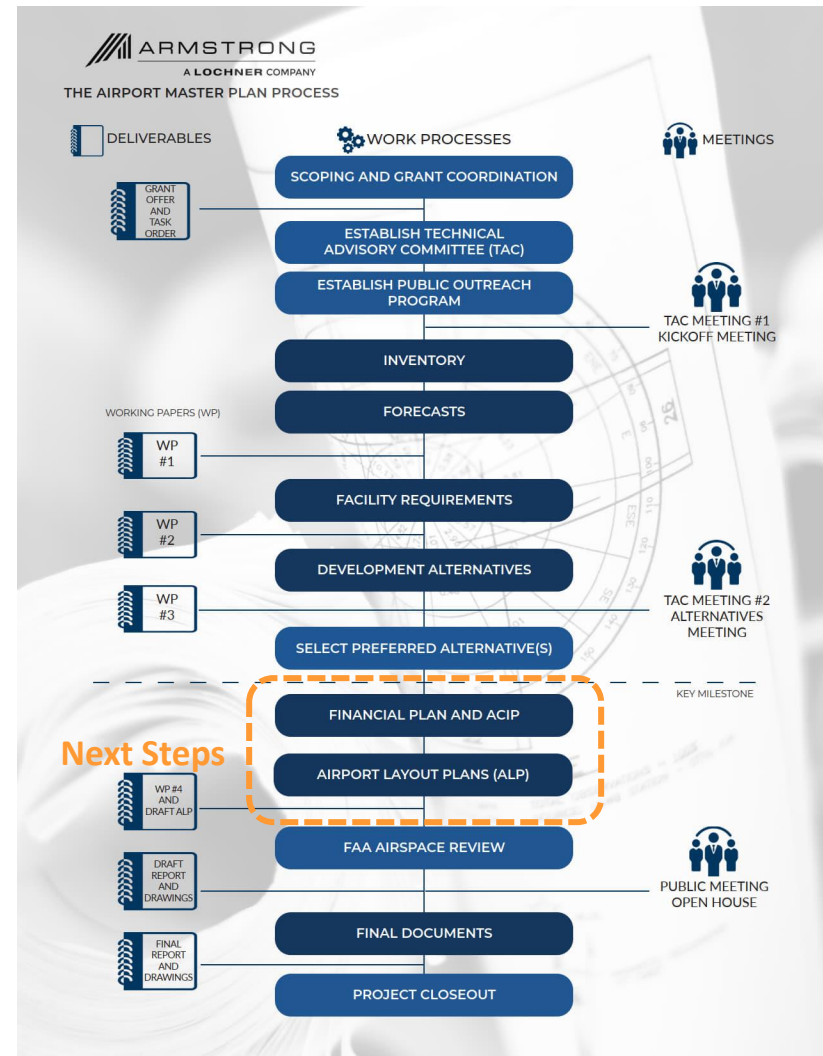 ARMSTRONG
A LOCHNER COMPANY
THE AIRPORT MASTER PLAN PROCESS
DELIVERABLES
WORK PROCESSES
MEETINGS
SCOPING AND GRANT COORDINATION
GRANT
OFFER
AND
TASK
ORDER
ESTABLISH TECHNICAL
ADVISORY COMMITTEE (TAC)
ESTABLISH PUBLIC OUTREACH
PROGRAM
TAC MEETING #1
KICKOFF MEETING
INVENTORY
FORECASTS
WORKING PAPERS (WP)
WP
#1
FACILITY REQUIREMENTS
WP
#2
DEVELOPMENT ALTERNATIVES
WP
#3
TAC MEETING #2
ALTERNATIVES
MEETING
SELECT PREFERRED ALTERNATIVE(S)
KEY MILESTONE
FINANCIAL PLAN AND ACIP
Next Steps
AIRPORT LAYOUT PLANS (ALP)
WP #4
AND
DRAFT ALP
FAA AIRSPACE REVIEW
DRAFT
REPORT
AND
DRAWINGS
PUBLIC MEETING
OPEN HOUSE
FINAL DOCUMENTS
FINAL
REPORT
AND
DRAWINGS
PROJECT CLOSEOUT
26
ESE
SE